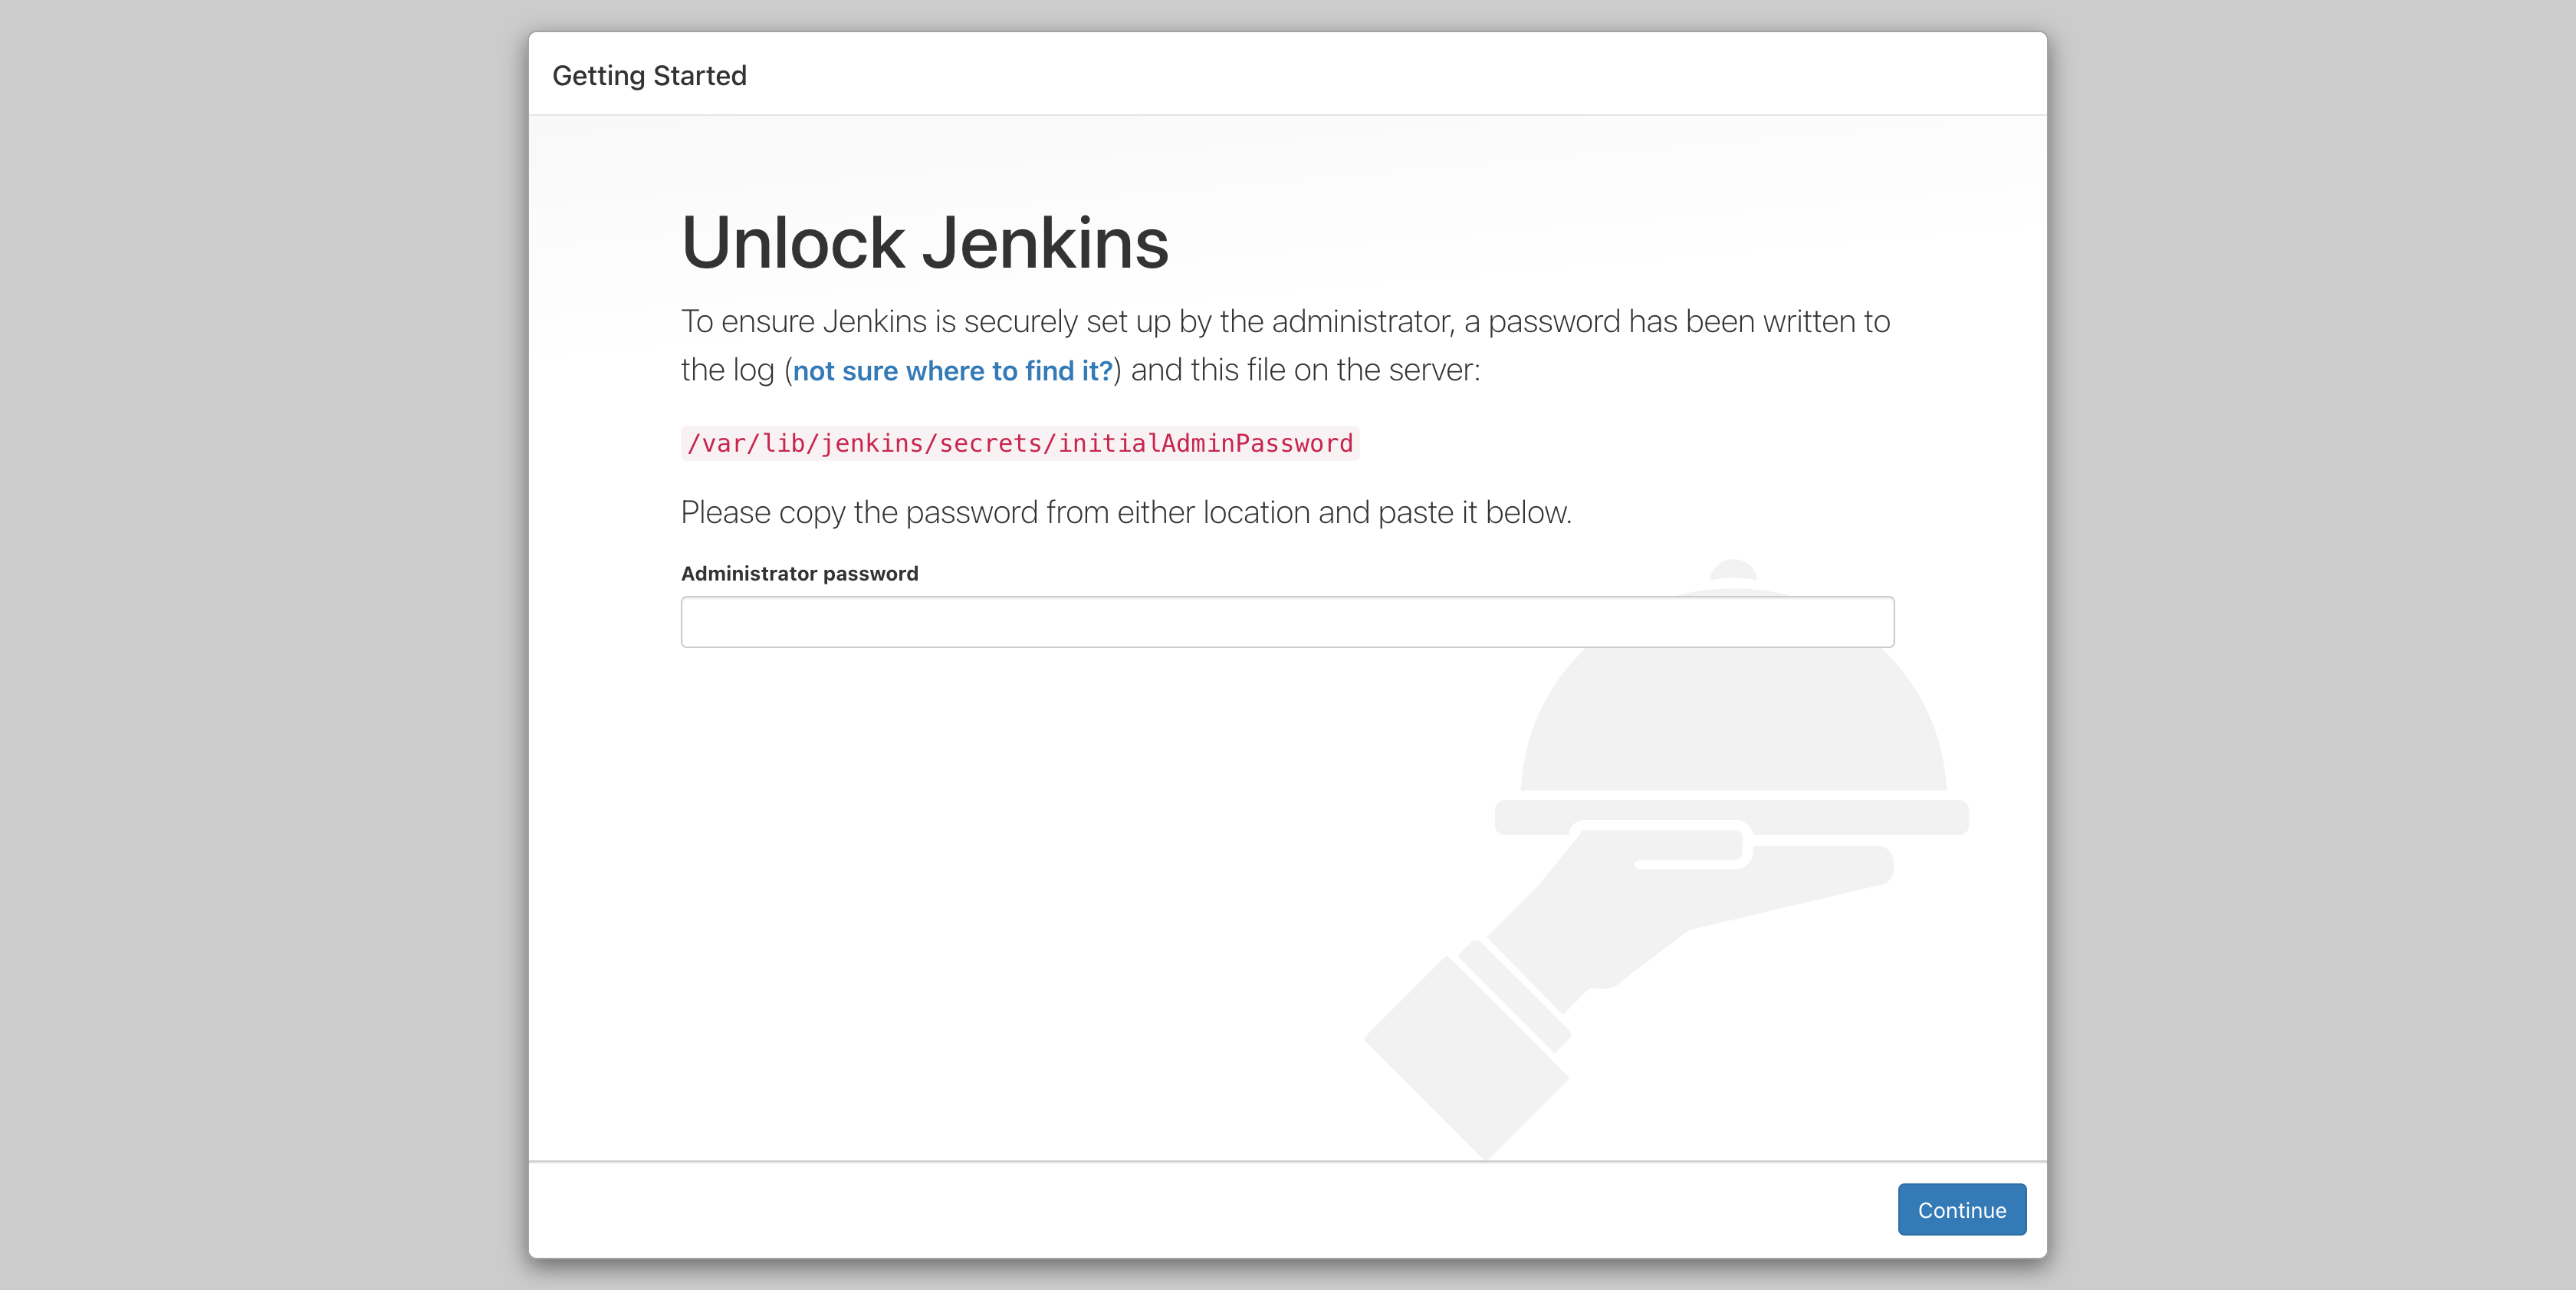 Getting Started
Unlock Jenkins
To ensure Jenkins is securely set up by the administrator, a password has been written to
the log (not sure where to find it?) and this file on the server:
/var/lib/jenkins/secrets/initialAdminPassword
Please copy the password from either location and paste it below.
Administrator password
Continue